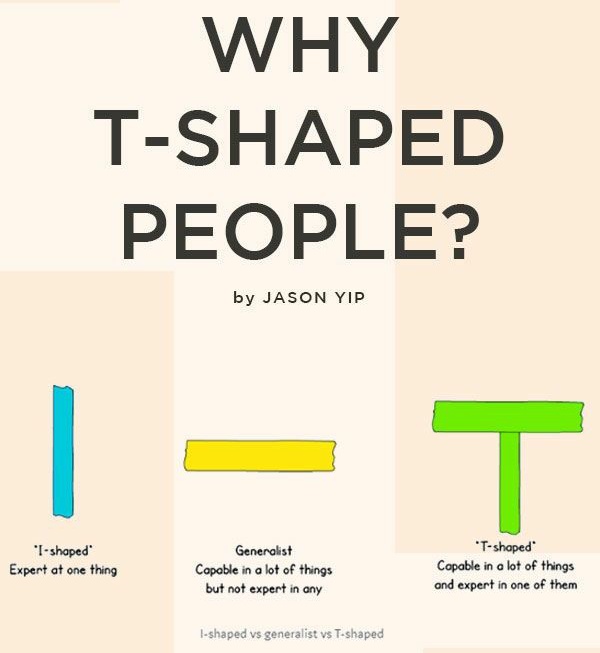 WHY
T-SHAPED
PEOPLE?
by JASON YIP
"I-shaped"
Expert at one thing
Generalist
Capable in a lot of things
but not expert in any
"T-shaped"
Capable in a lot of things
and expert in one of them
I-shaped vs generalist vs T-shaped